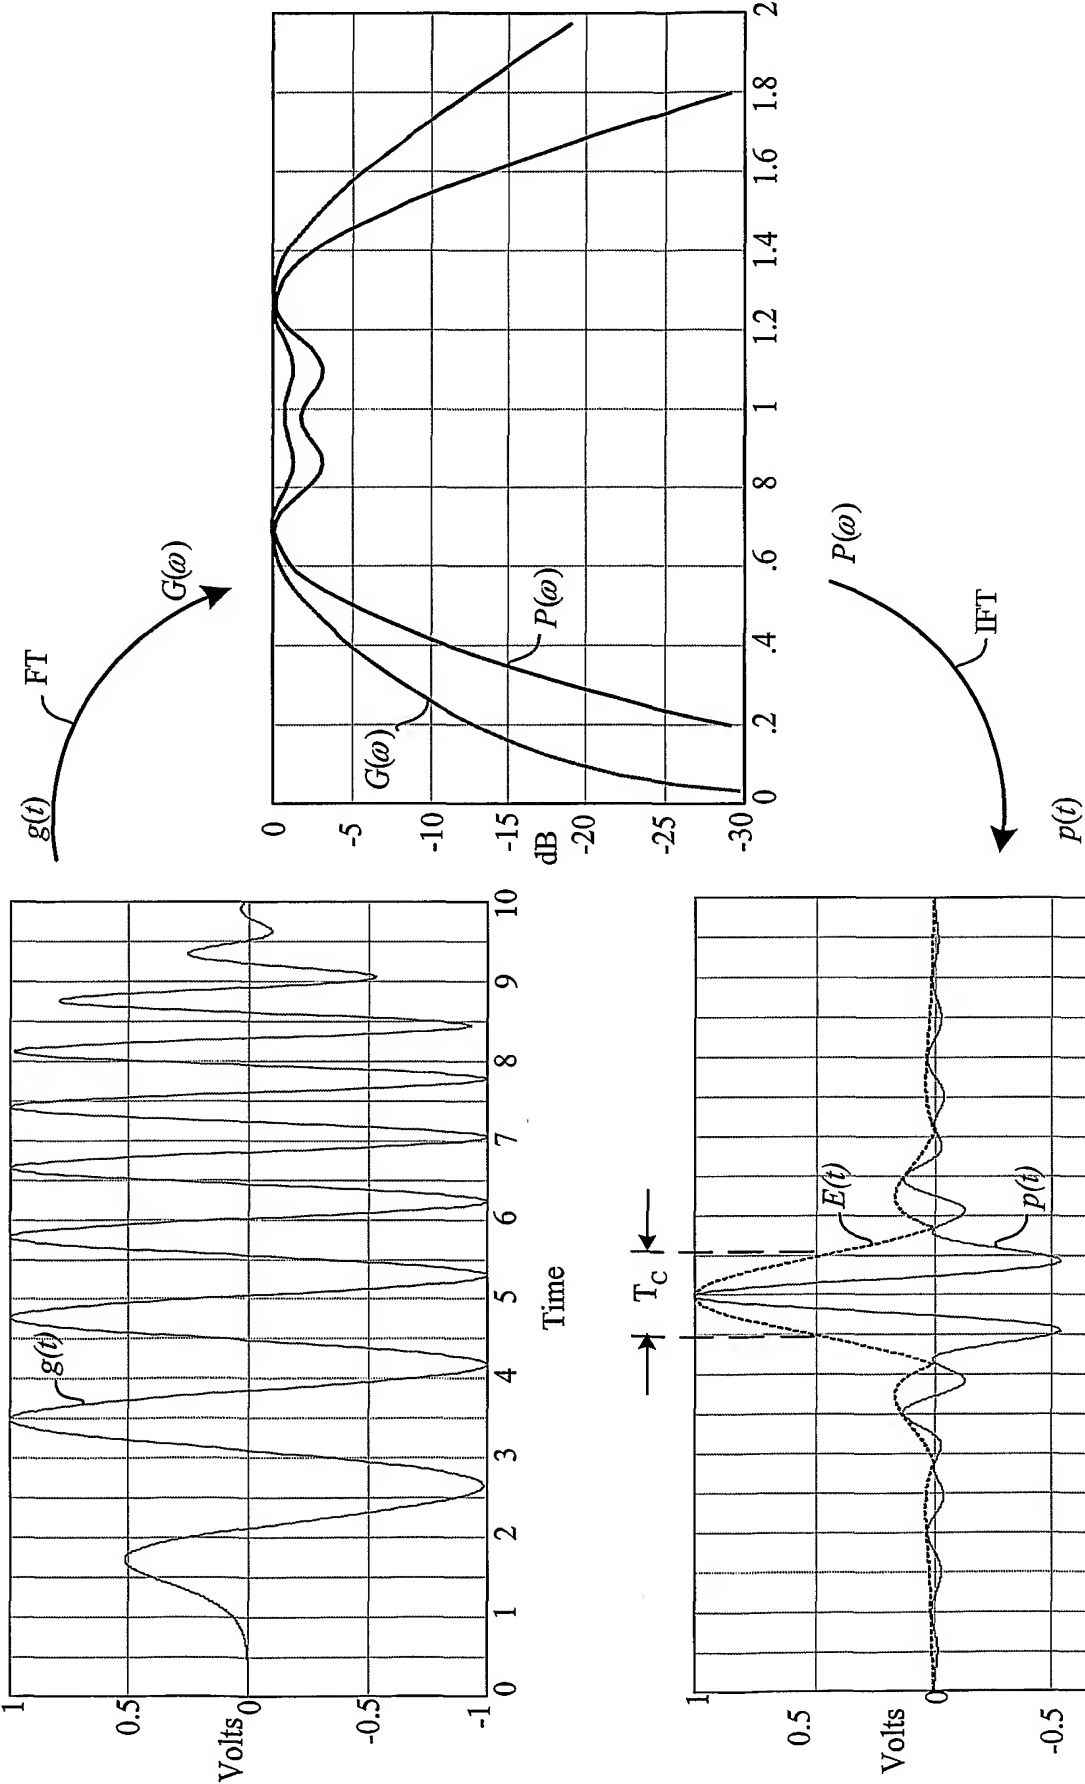 g(t)
FT
G(ω)
1
0.5
Volts 0
-0.5
-1
g(t)
0 1 2 3 4 5 6 7 8 9 10
Time
0
-5
-10
-15
dB
-20
-25
-30
G(ω)
P(ω)
0 .2 .4 .6 .8 1 1.2 1.4 1.6 1.8 2
P(ω)
IFT
p(t)
1
0.5
Volts 0
-0.5
T_C
E(t)
p(t)